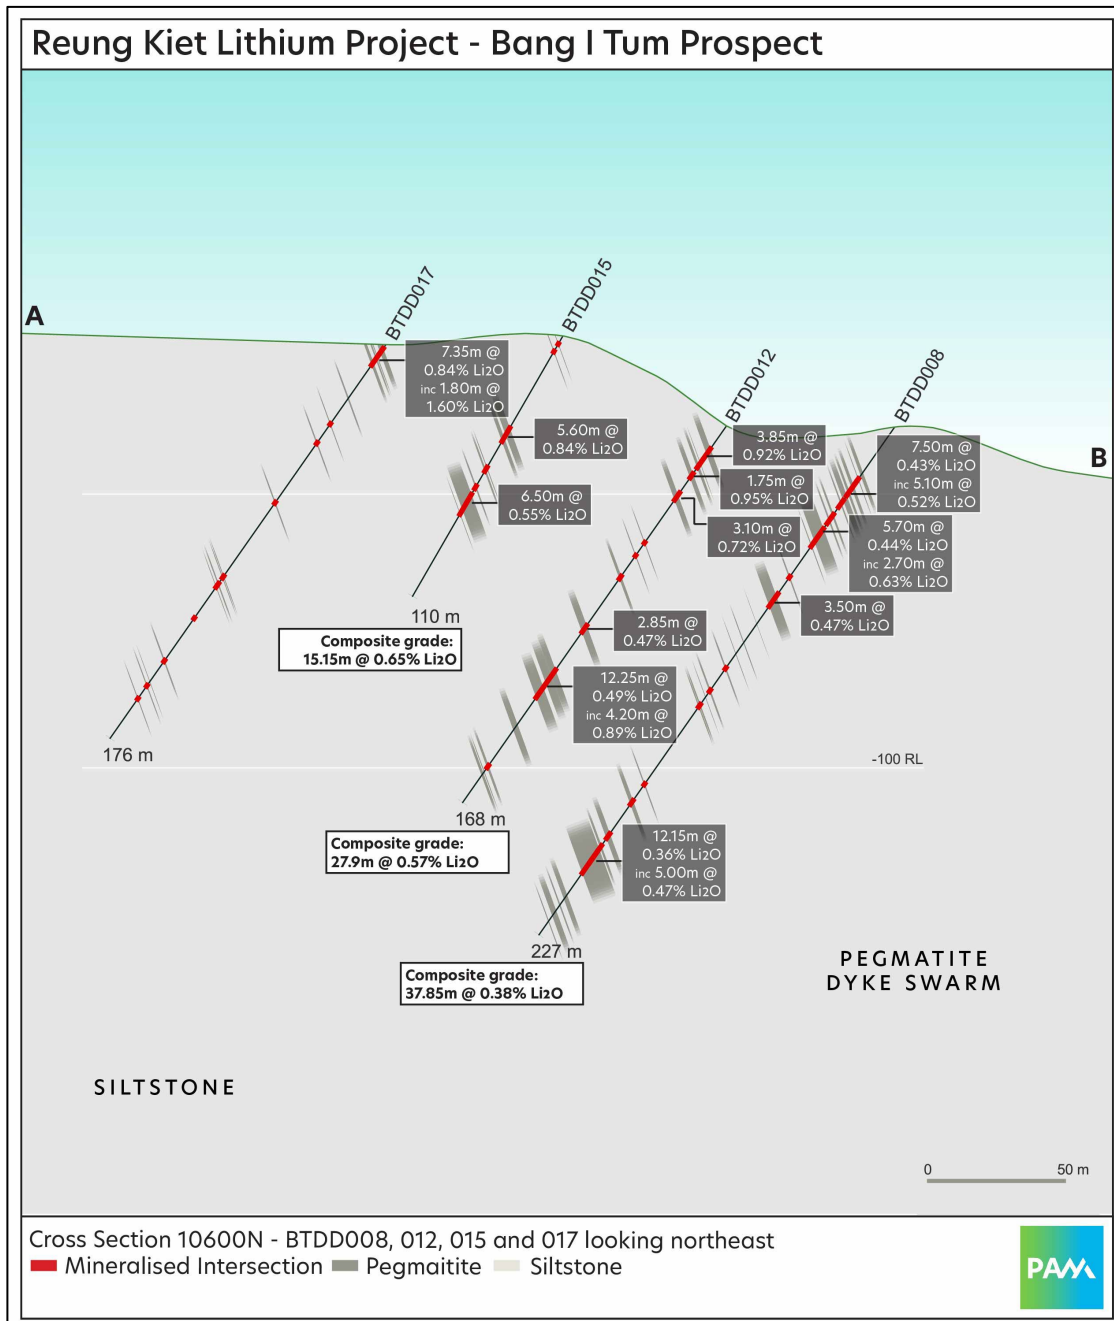 Reung Kiet Lithium Project - Bang I Tum Prospect
A
BTDD017
BTDD015
BTDD012
BTDD008
B
7.35m @
0.84% Li2O
inc 1.80m @
1.60% Li2O
5.60m @
0.84% Li2O
6.50m @
0.55% Li2O
3.85m @
0.92% Li2O
1.75m @
0.95% Li2O
3.10m @
0.72% Li2O
7.50m @
0.43% Li2O
inc 5.10m @
0.52% Li2O
5.70m @
0.44% Li2O
inc 2.70m @
0.63% Li2O
3.50m @
0.47% Li2O
110 m
Composite grade:
15.15m @ 0.65% Li2O
2.85m @
0.47% Li2O
12.25m @
0.49% Li2O
inc 4.20m @
0.89% Li2O
176 m
-100 RL
168 m
Composite grade:
27.9m @ 0.57% Li2O
12.15m @
0.36% Li2O
inc 5.00m @
0.47% Li2O
227 m
Composite grade:
37.85m @ 0.38% Li2O
PEGMATITE
DYKE SWARM
SILTSTONE
0 50 m
Cross Section 10600N - BTDD008, 012, 015 and 017 looking northeast
Mineralised Intersection Pegmaitite Siltstone
PAM